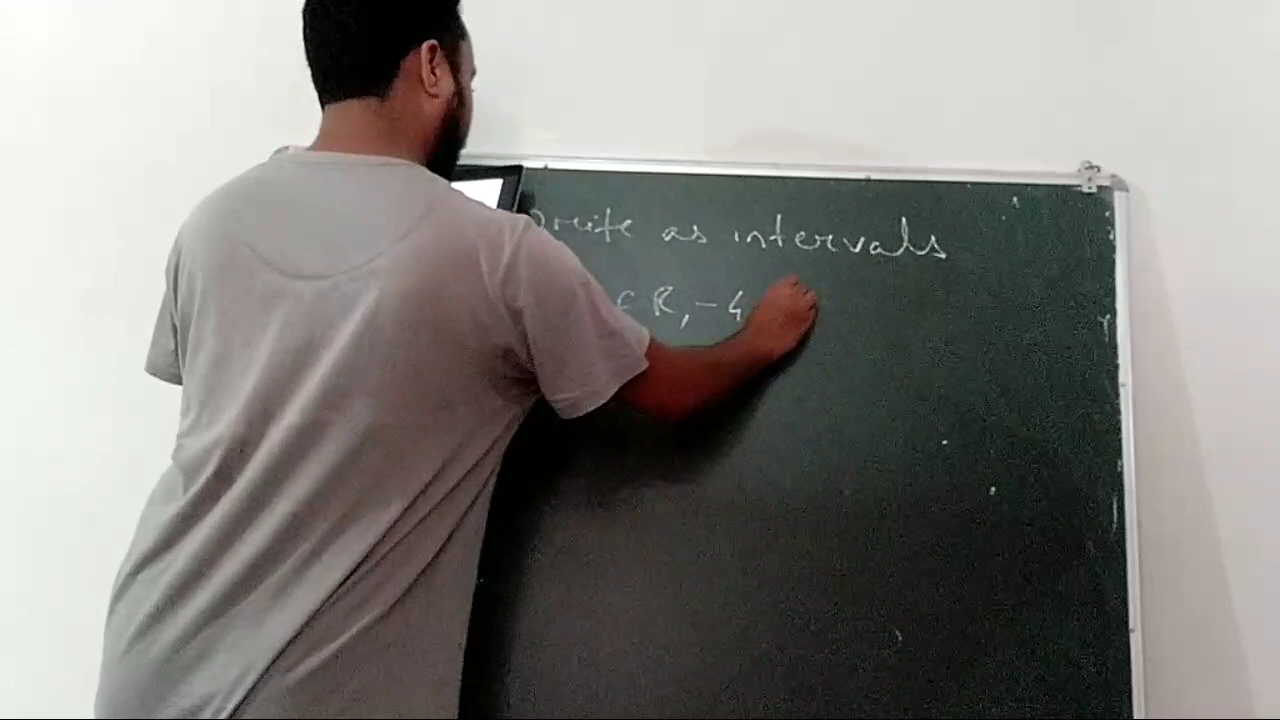 Write as intervals
∈ R, -4